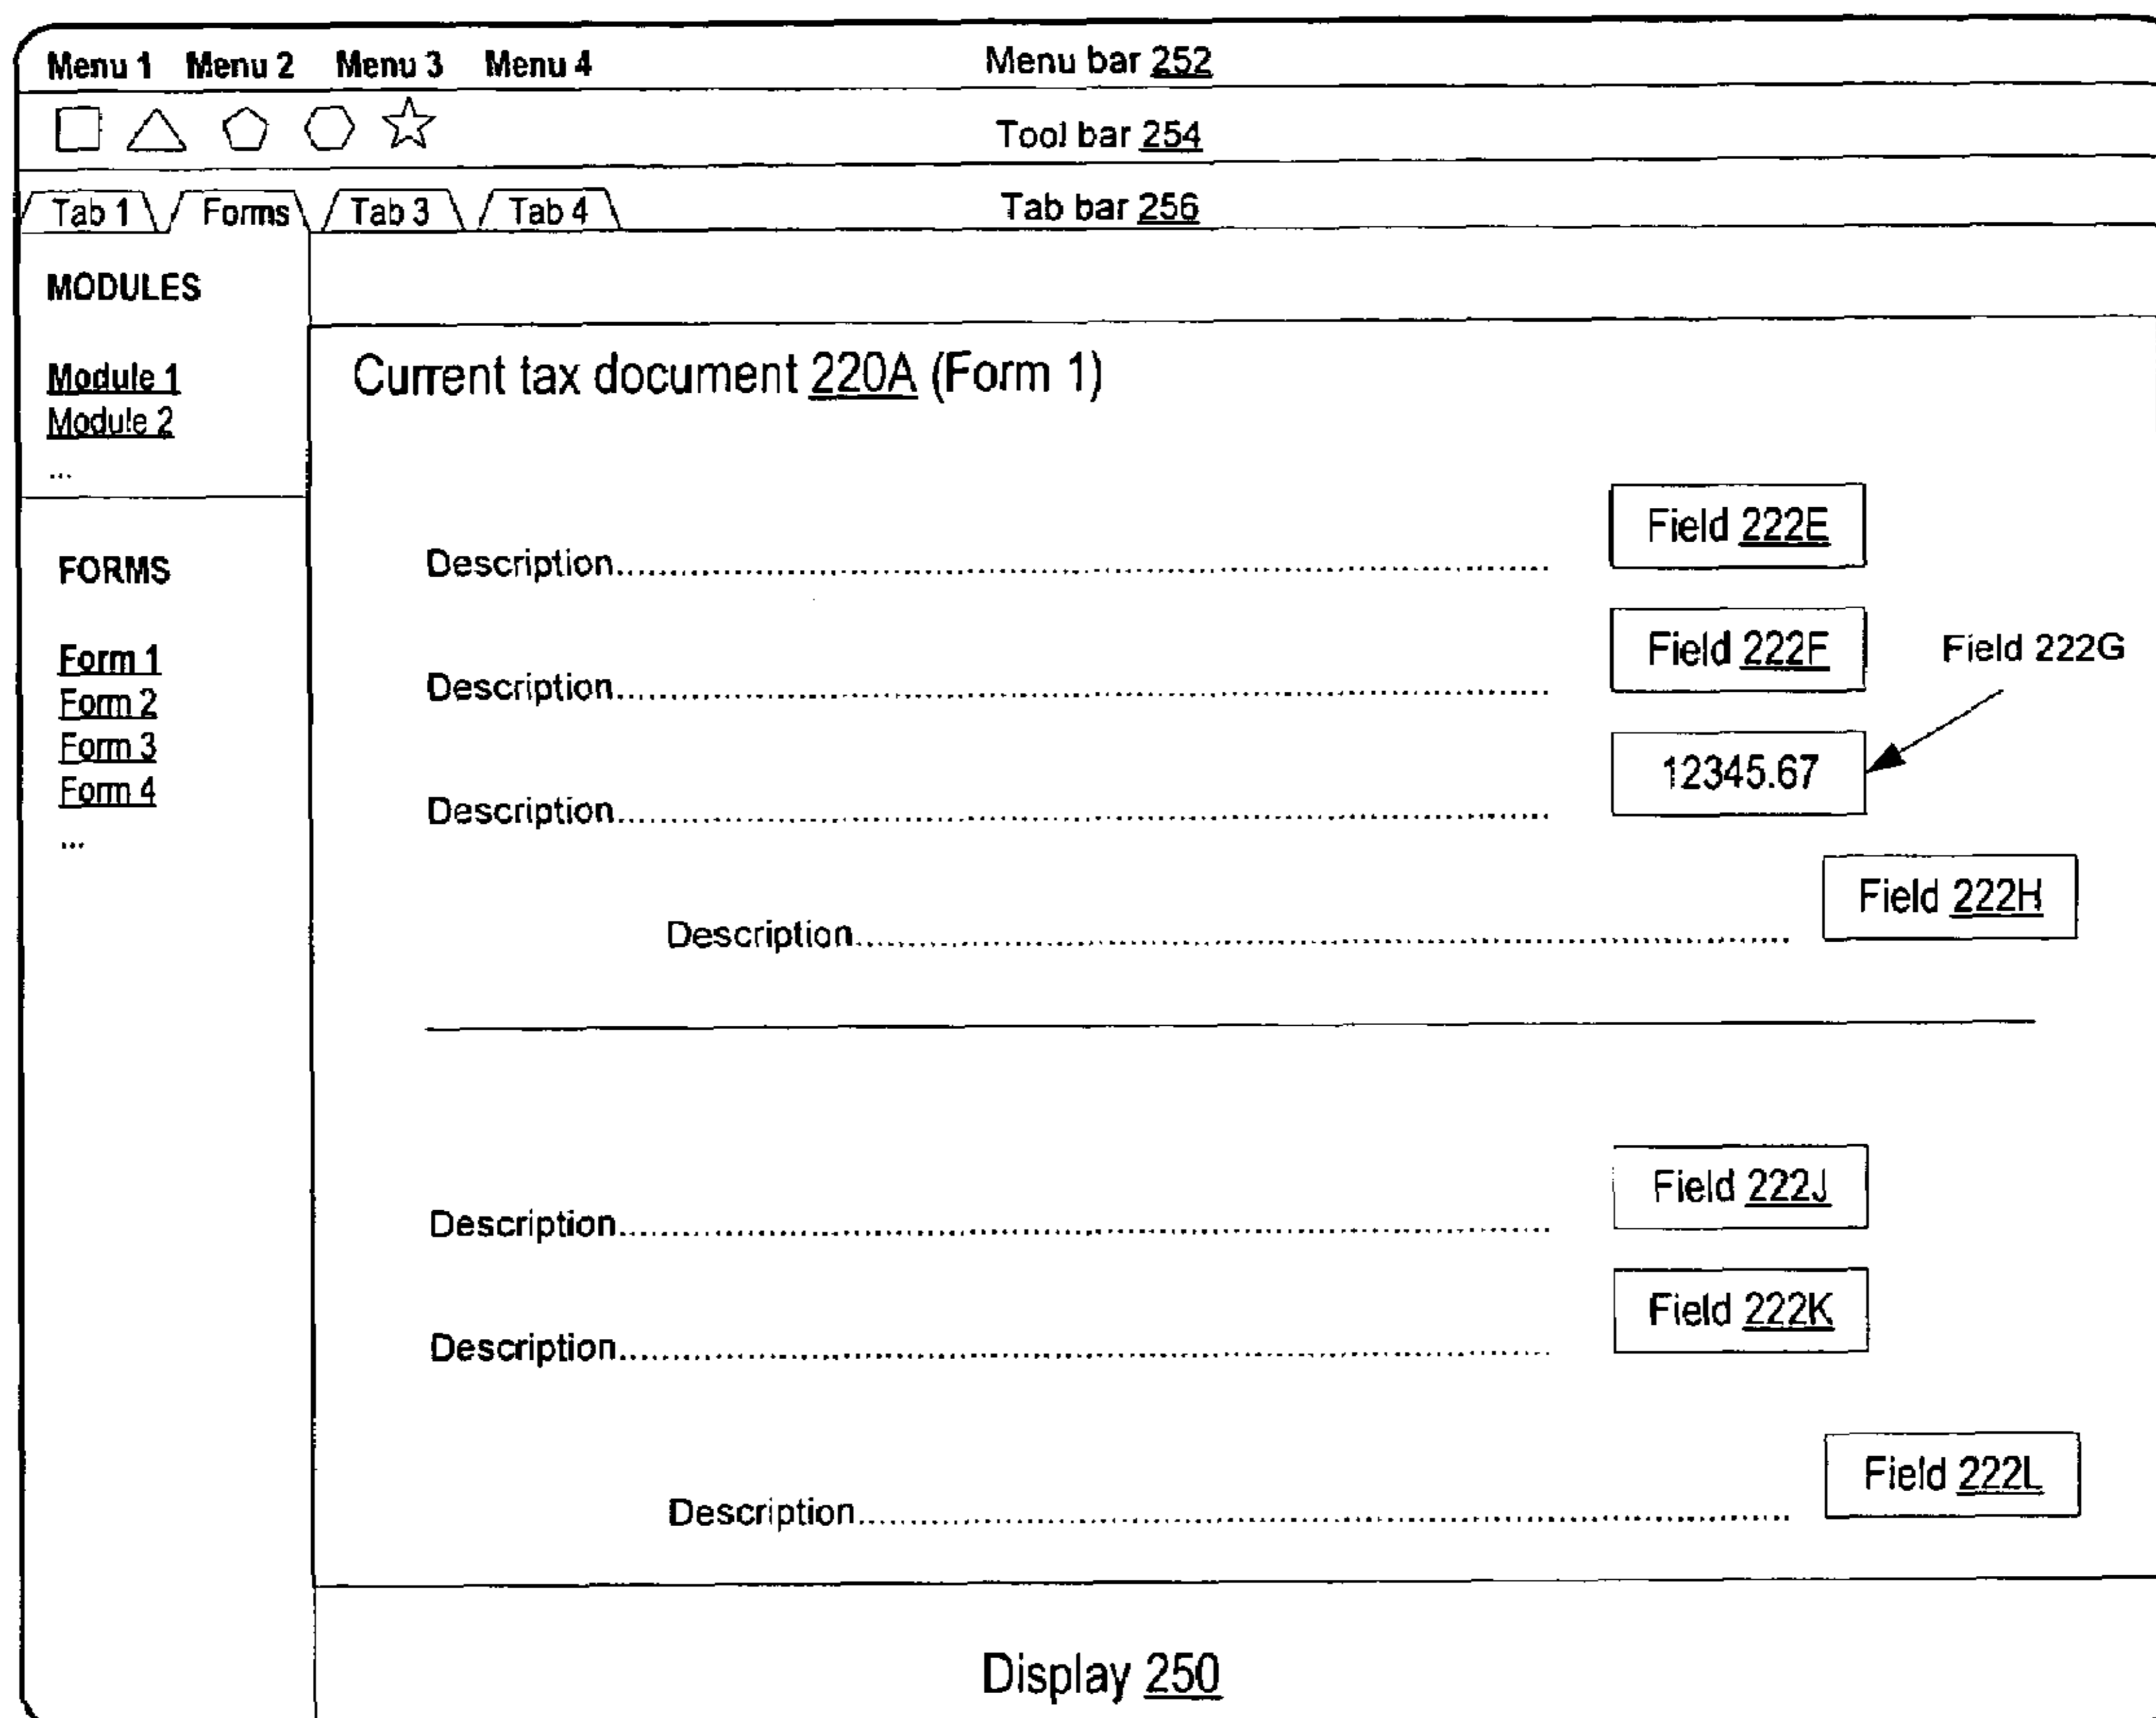 Menu 1 Menu 2 Menu 3 Menu 4 Menu bar 252
Tool bar 254
Tab 1 Forms Tab 3 Tab 4 Tab bar 256
MODULES
Module 1
Module 2
...
FORMS
Form 1
Form 2
Form 3
Form 4
...
Current tax document 220A (Form 1)
Field 222E
Description
Field 222F
Field 222G
Description
12345.67
Description
Field 222H
Description
Field 222J
Description
Field 222K
Description
Field 222L
Description
Display 250